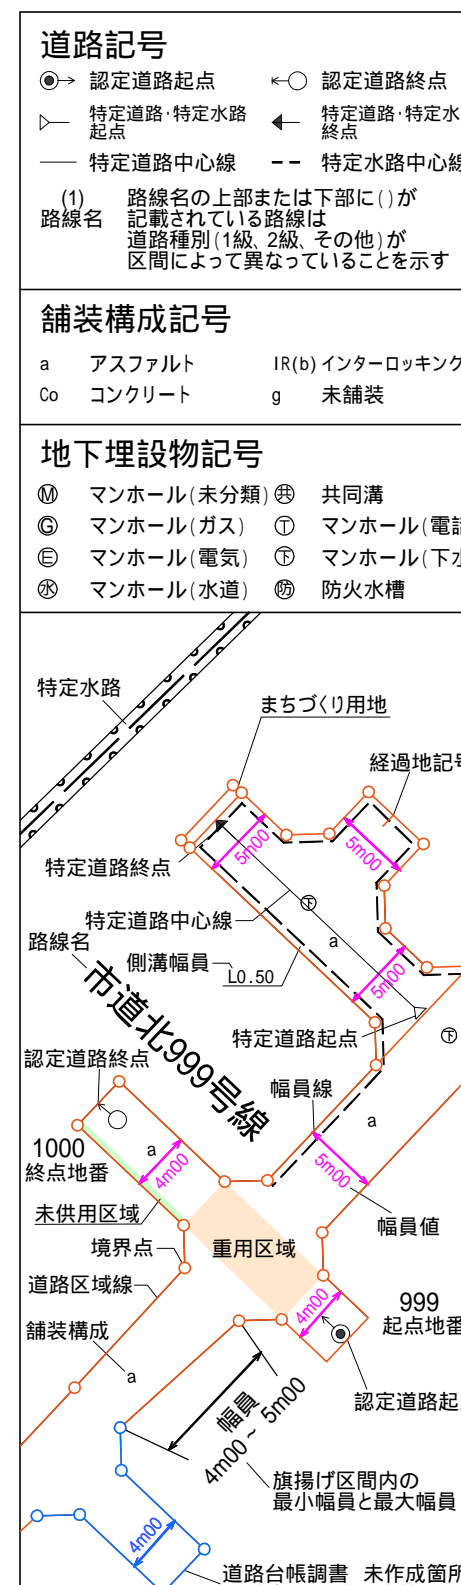 道路記号
認定道路起点 認定道路終点
特定道路・特定水路
起点
特定道路・特定水
終点
特定道路中心線 特定水路中心線
(1)
路線名
路線名の上部または下部に()が
記載されている路線は
道路種別(1級、2級、その他)が
区間によって異なっていることを示す
舗装構成記号
a アスファルト IR(b) インターロッキング
Co コンクリート g 未舗装
地下埋設物記号
M マンホール(未分類) 共 共同溝
G マンホール(ガス) T マンホール(電話
E マンホール(電気) 下 マンホール(下水
水 マンホール(水道) 防 防火水槽
特定水路
まちづくり用地
経過地記号
5m00
5m00
特定道路終点
下
特定道路中心線
a
路線名
側溝幅員
L0.50
5m00
市道北999号線
特定道路起点
下
認定道路終点
幅員線
a
a
1000
終点地番
4m00
5m00
未供用区域
幅員値
境界点
重用区域
道路区域線
4m00
999
起点地番
舗装構成
a
認定道路起
幅員
4m00～5m00
旗揚げ区間内の
最小幅員と最大幅員
4m00
道路台帳調書 未作成箇所